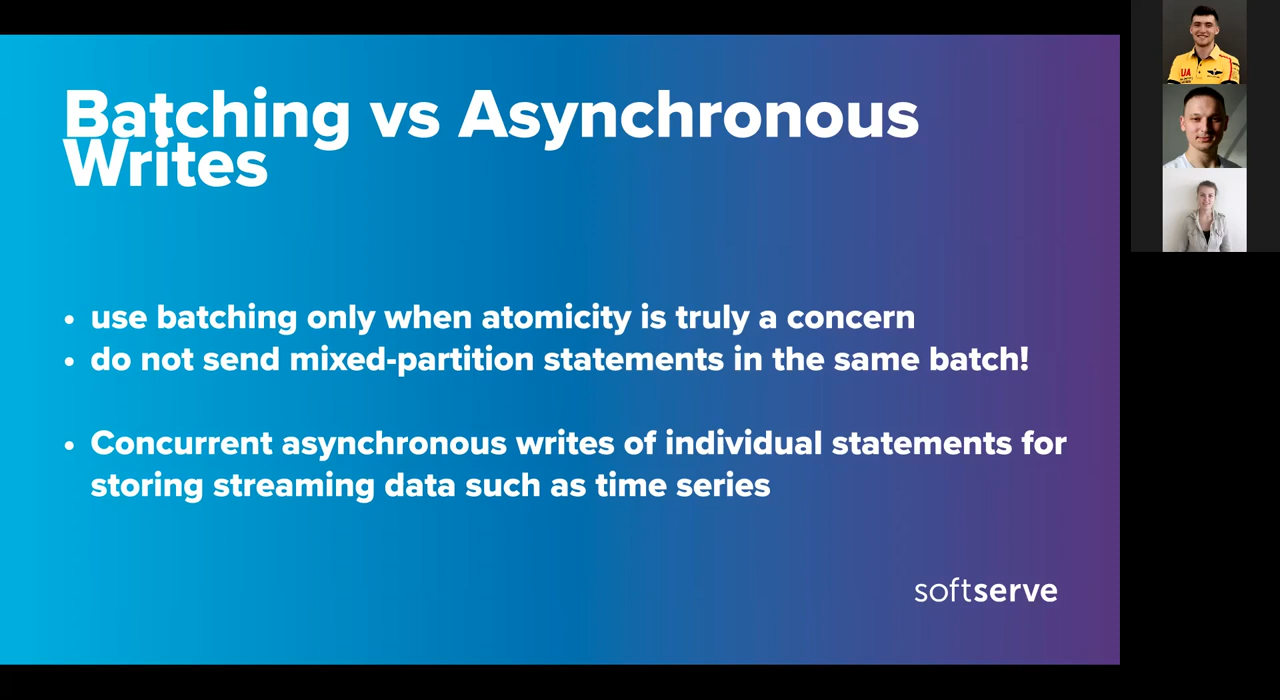 Batching vs Asynchronous
Writes
• use batching only when atomicity is truly a concern
• do not send mixed-partition statements in the same batch!
• Concurrent asynchronous writes of individual statements for
storing streaming data such as time series
softserve
UA